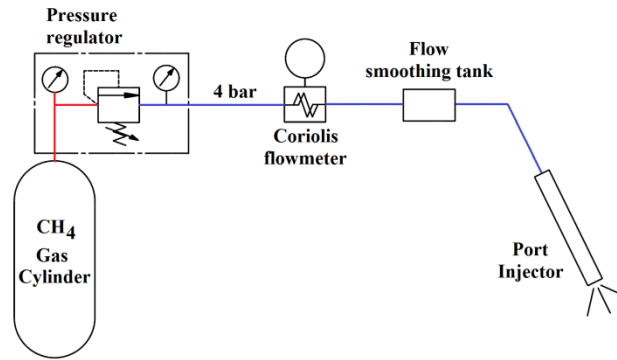 Pressure
regulator
4 bar
Coriolis
flowmeter
Flow
smoothing tank
CH4
Gas
Cylinder
Port
Injector